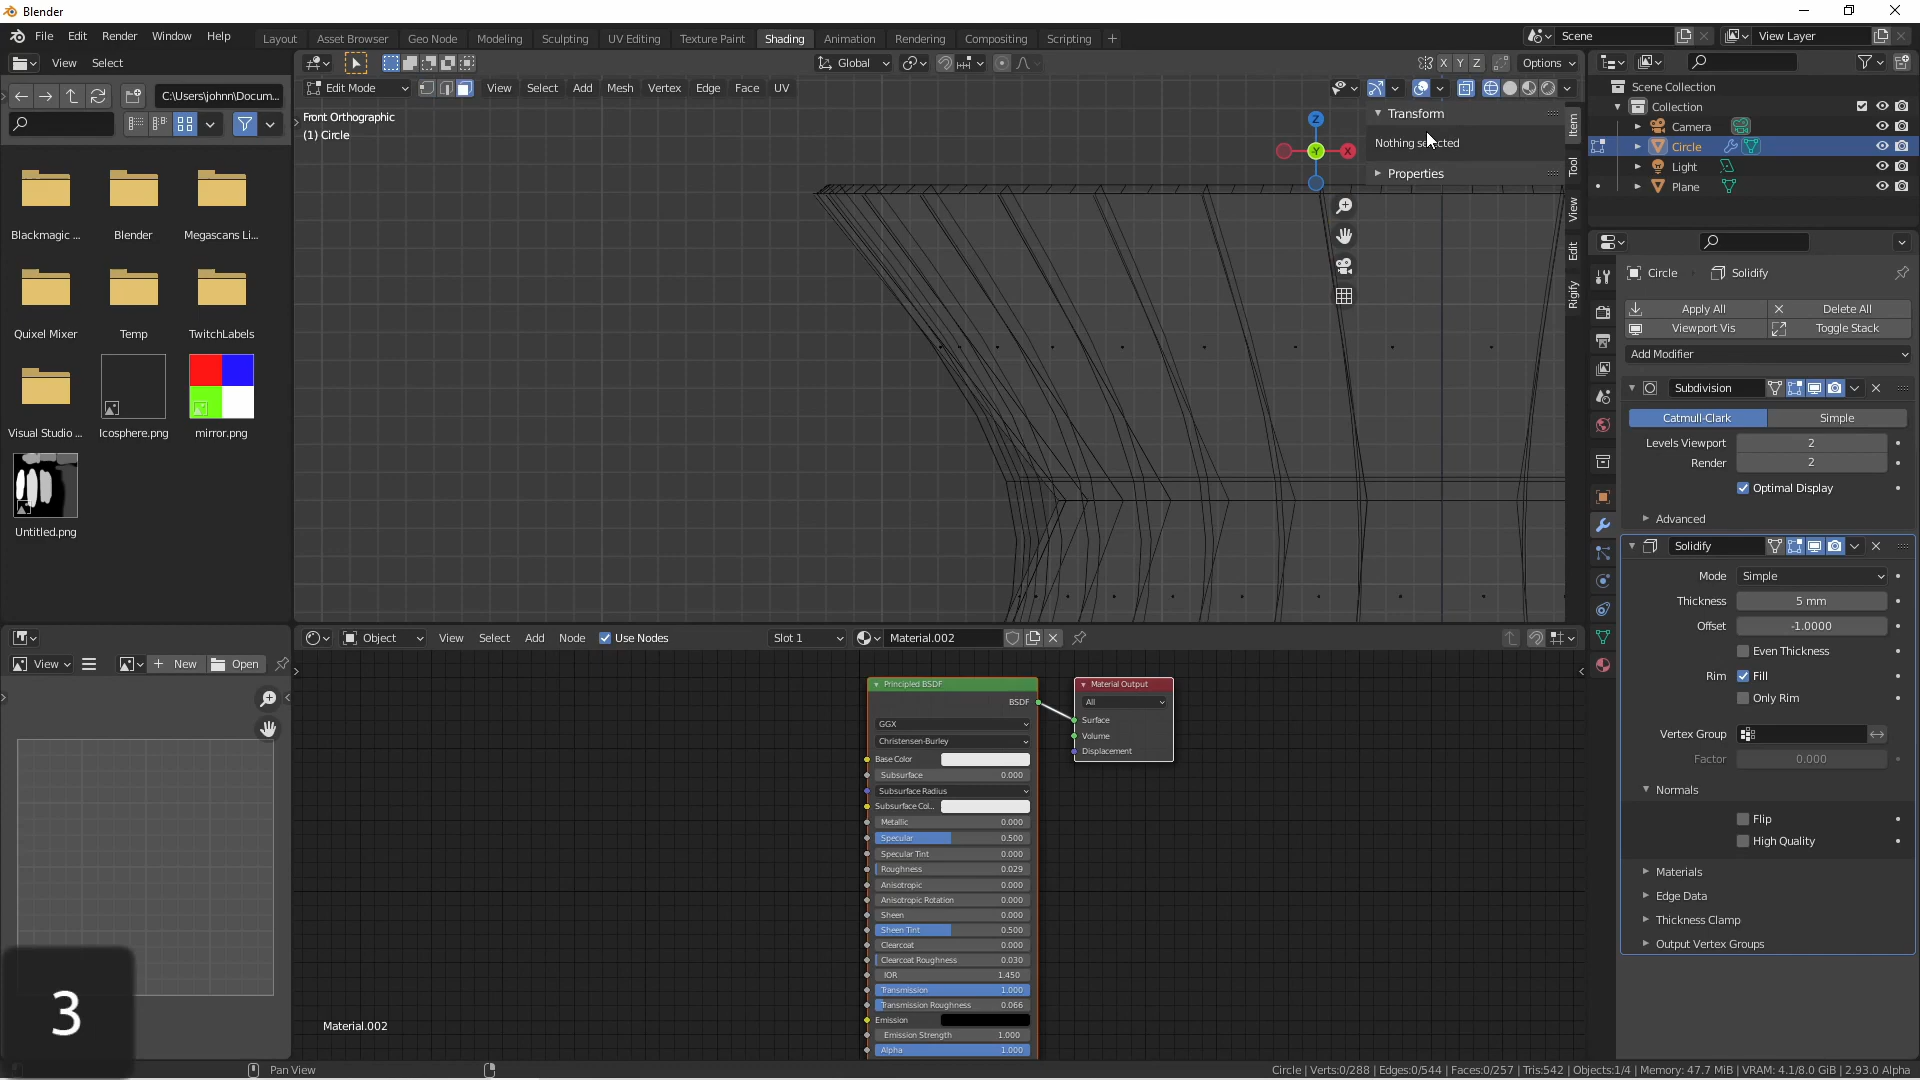 Blender
File Edit Render Window Help
Layout Asset Browser Geo Node Modeling Sculpting UV Editing Texture Paint Shading Animation Rendering Compositing Scripting
Scene
View Layer
View Select
Global
X Y Z
Options
C:\Users\johnn\Docum...
Edit Mode
View Select Add Mesh Vertex Edge Face UV
Front Orthographic
(1) Circle
Z
X
-Y
Transform
Nothing selected
Properties
Item
Tool
View
Edit
Rigify
Blackmagic ...
Blender
Megascans Li...
Quixel Mixer
Temp
TwitchLabels
Visual Studio ...
Icosphere.png
mirror.png
Untitled.png
Scene Collection
Collection
Camera
Circle
Light
Plane
Circle
Solidify
Apply All
Delete All
Viewport Vis
Toggle Stack
Add Modifier
Subdivision
Catmull-Clark
Simple
Levels Viewport 2
Render 2
Optimal Display
Advanced
Solidify
Mode Simple
Thickness 5 mm
Offset -1.0000
Even Thickness
Rim Fill
Only Rim
Vertex Group
Factor 0.000
Normals
Flip
High Quality
Materials
Edge Data
Thickness Clamp
Output Vertex Groups
View
New
Open
Object
View Select Add Node Use Nodes
Slot 1
Material.002
Principled BSDF
BSDF
GGX
Christensen-Burley
Base Color
Subsurface 0.000
Subsurface Radius
Subsurface Col...
Metallic 0.000
Specular 0.500
Specular Tint 0.000
Roughness 0.029
Anisotropic 0.000
Anisotropic Rotation 0.000
Sheen 0.000
Sheen Tint 0.500
Clearcoat 0.000
Clearcoat Roughness 0.030
IOR 1.450
Transmission 1.000
Transmission Roughness 0.066
Emission
Emission Strength 1.000
Alpha 1.000
Material Output
All
Surface
Volume
Displacement
Material.002
3
Pan View
Circle | Verts:0/288 | Edges:0/544 | Faces:0/257 | Tris:542 | Objects:1/4 | Memory: 47.7 MiB | VRAM: 4.1/8.0 GiB | 2.93.0 Alpha